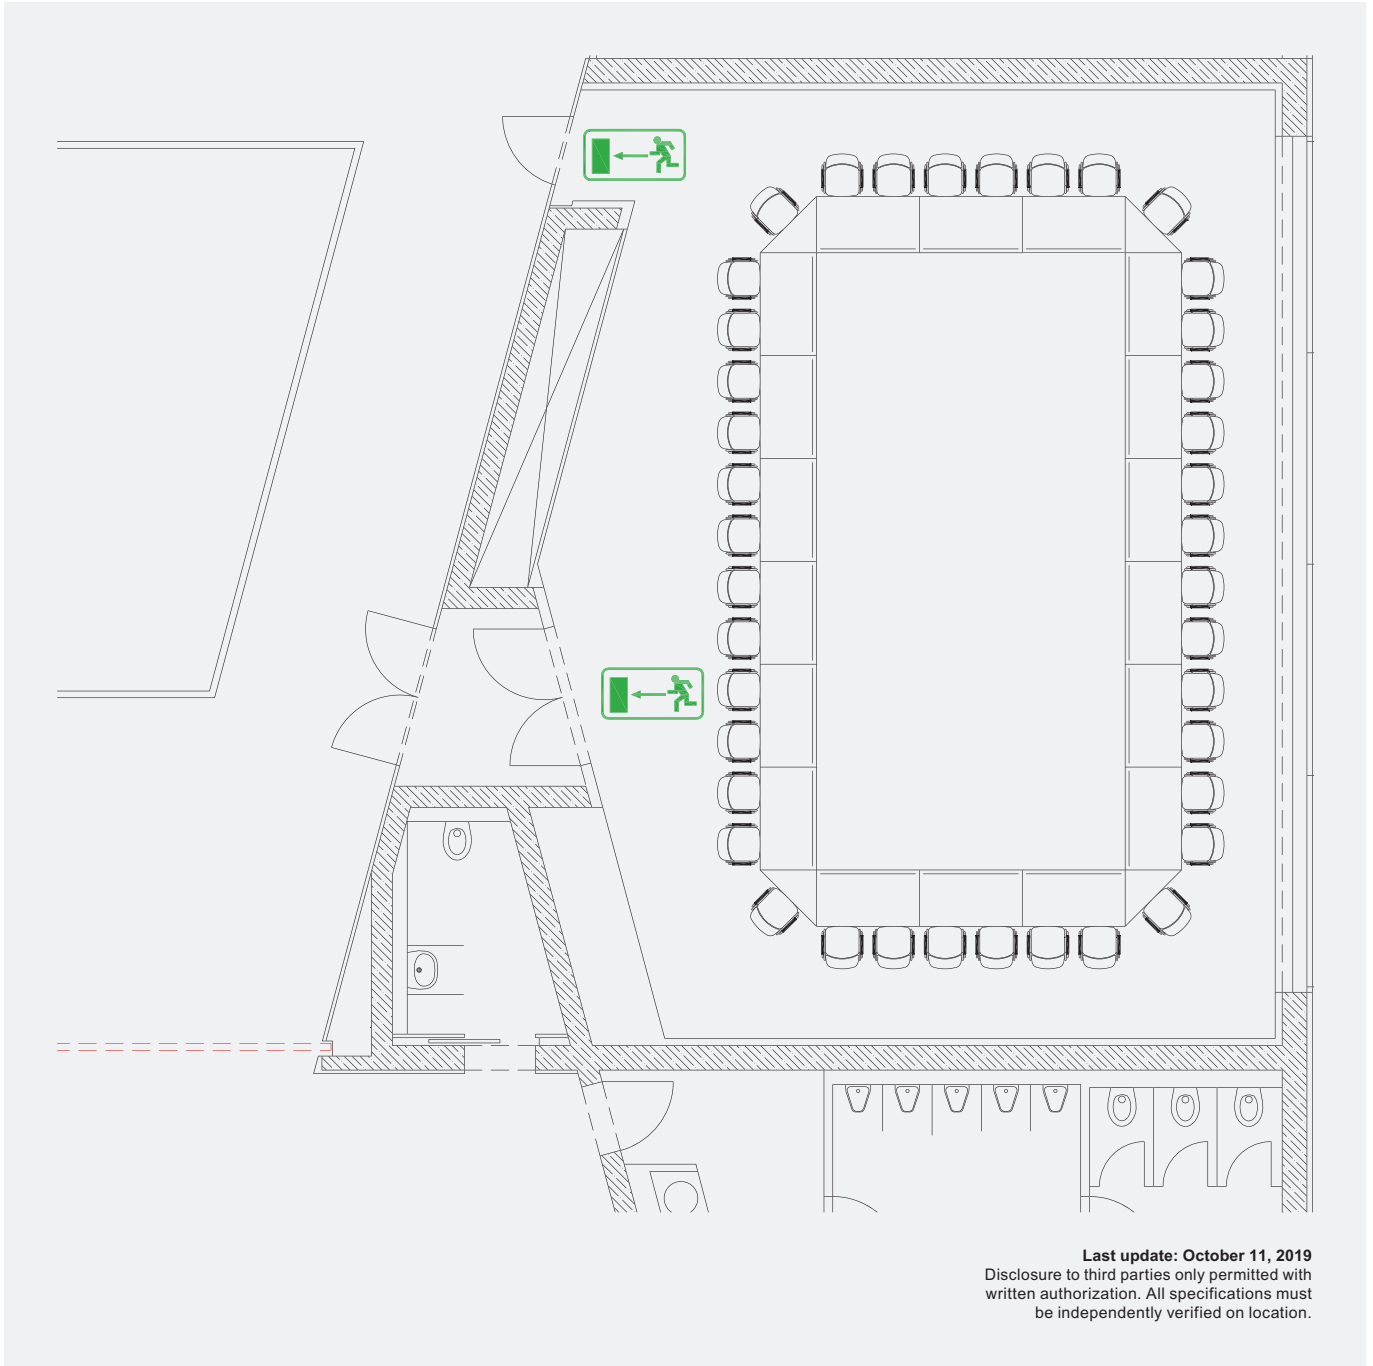 Last update: October 11, 2019
Disclosure to third parties only permitted with
written authorization. All specifications must
be independently verified on location.